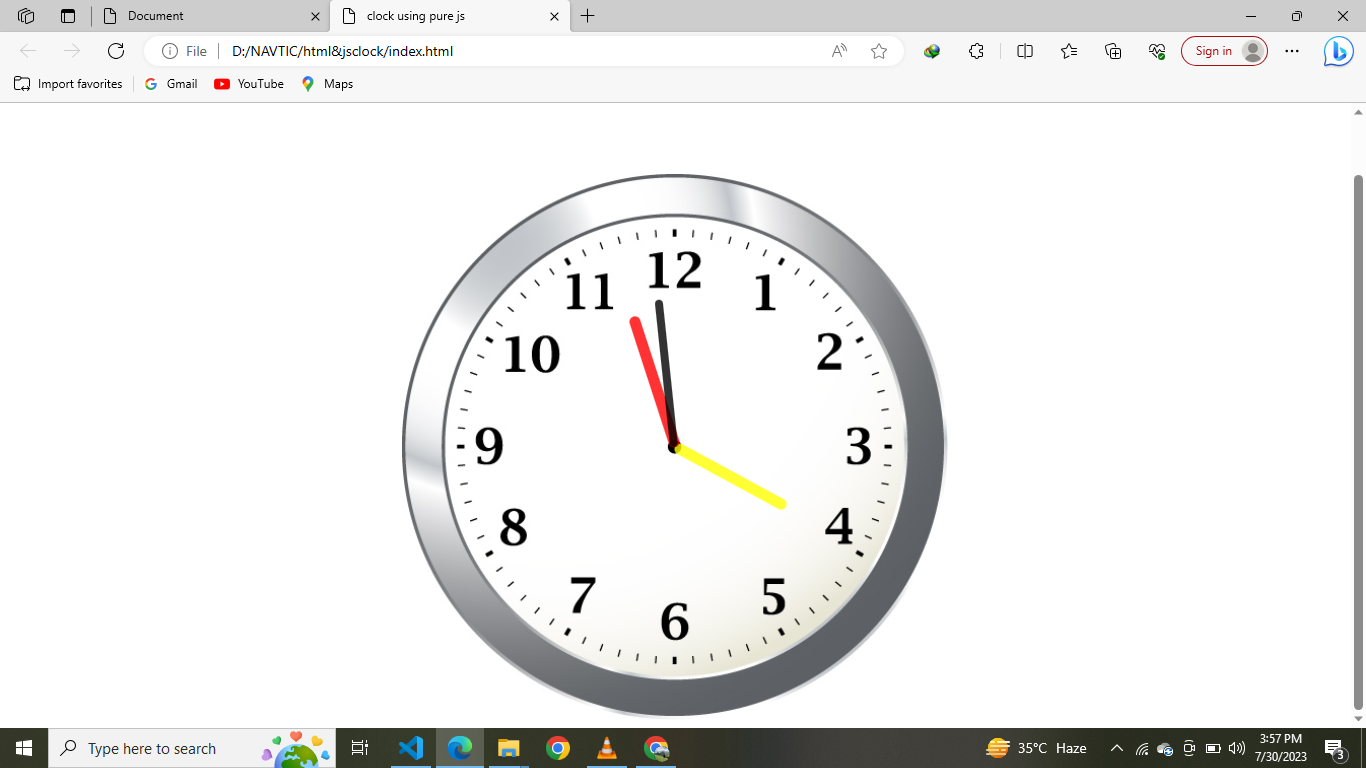 Document
clock using pure js
File
D:/NAVTIC/html&jsclock/index.html
Sign in
Import favorites
Gmail
YouTube
Maps
12
11
1
10
2
9
3
8
4
7
5
6
Type here to search
35°C Haze
3:57 PM
7/30/2023
3